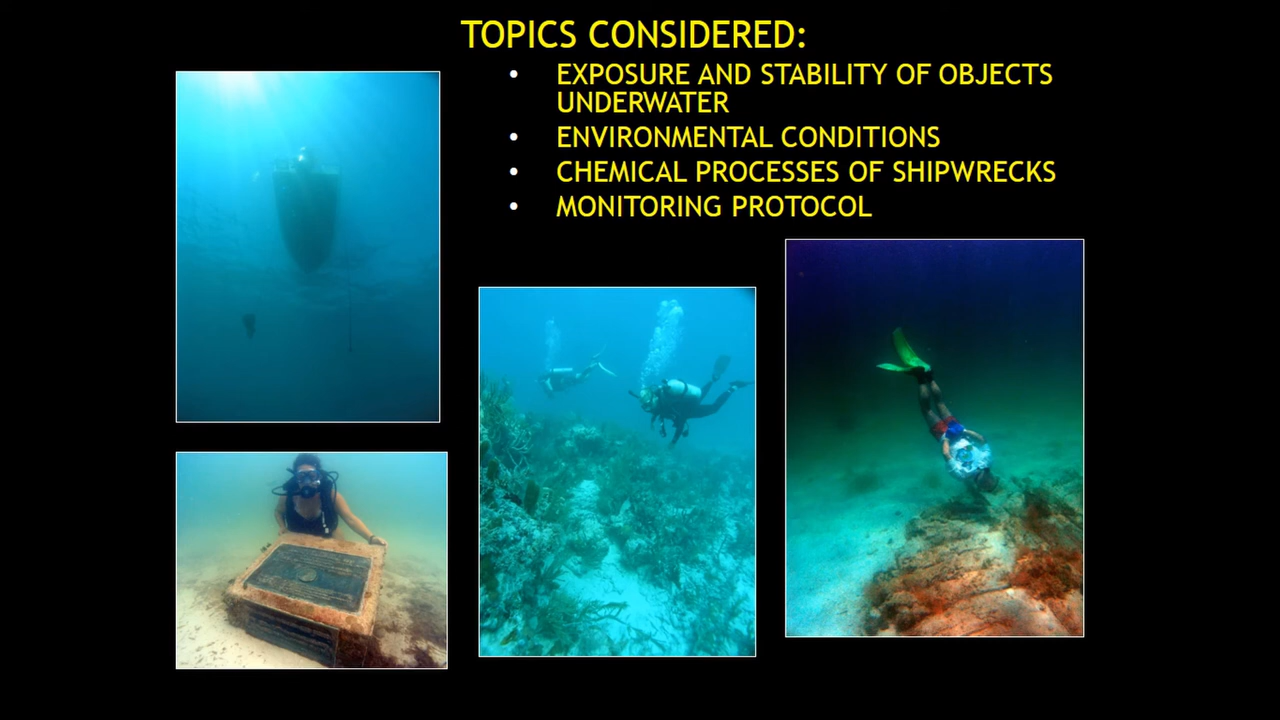 TOPICS CONSIDERED:
• EXPOSURE AND STABILITY OF OBJECTS
UNDERWATER
• ENVIRONMENTAL CONDITIONS
• CHEMICAL PROCESSES OF SHIPWRECKS
• MONITORING PROTOCOL